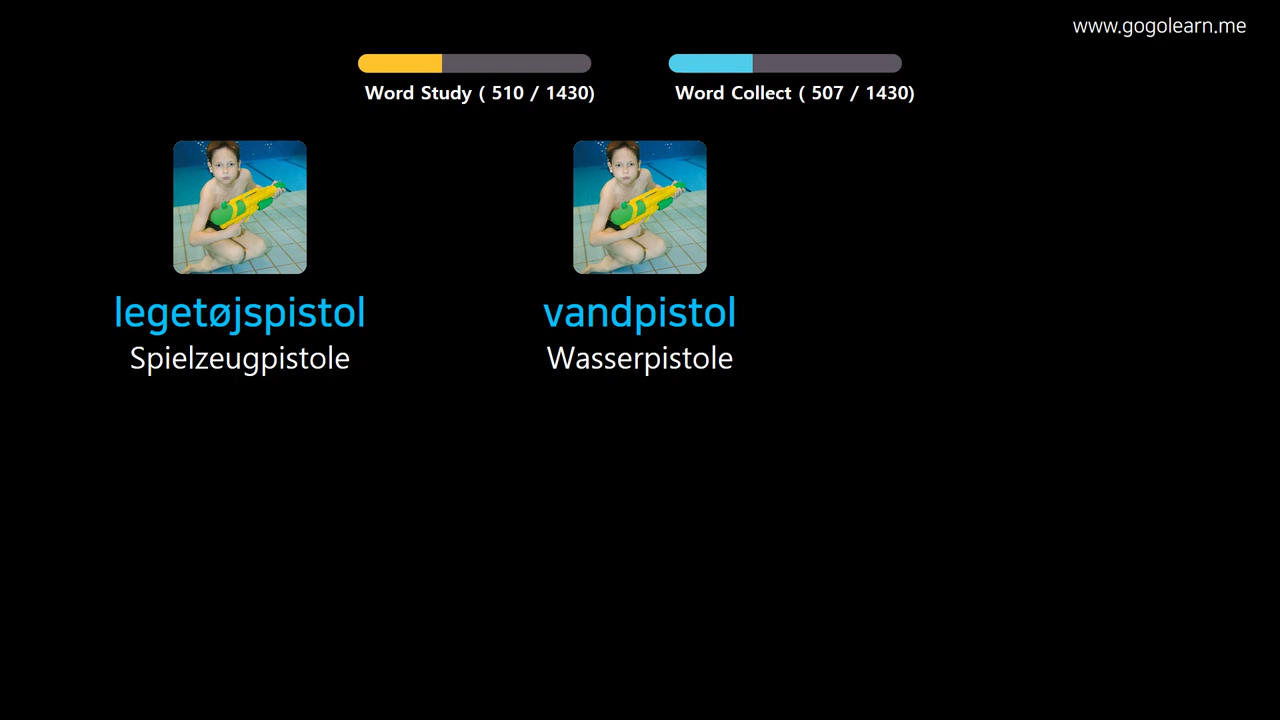 www.gogolearn.me
Word Study ( 510 / 1430)
Word Collect ( 507 / 1430)
legetøjspistol
vandpistol
Spielzeugpistole
Wasserpistole